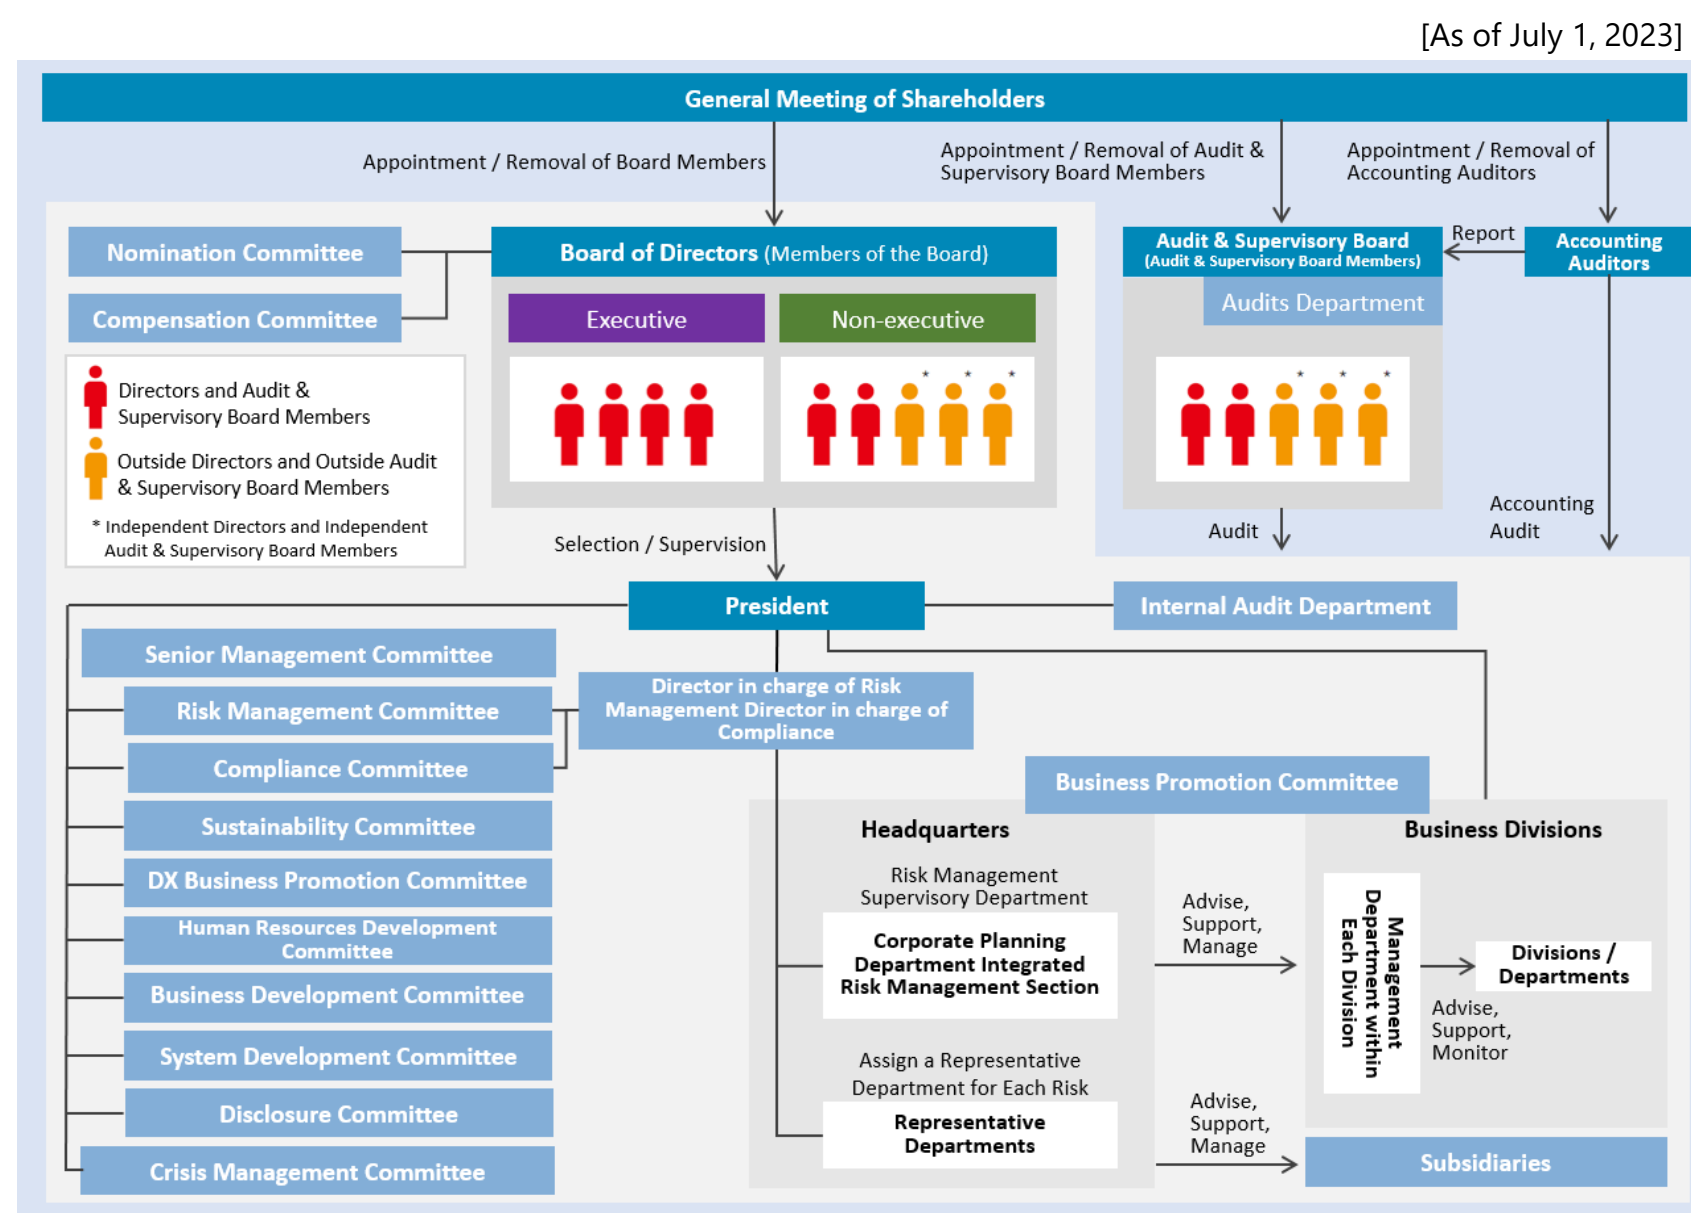 [As of July 1, 2023]
General Meeting of Shareholders
Appointment / Removal of Board Members
Appointment / Removal of Audit &
Supervisory Board Members
Appointment / Removal of
Accounting Auditors
Nomination Committee
Compensation Committee
Board of Directors (Members of the Board)
Executive
Non-executive
* * *
Audit & Supervisory Board
(Audit & Supervisory Board Members)
Audits Department
* * *
Report
Accounting
Auditors
Directors and Audit &
Supervisory Board Members
Outside Directors and Outside Audit
& Supervisory Board Members
* Independent Directors and Independent
Audit & Supervisory Board Members
Selection / Supervision
Audit
Accounting
Audit
President
Internal Audit Department
Senior Management Committee
Risk Management Committee
Compliance Committee
Sustainability Committee
DX Business Promotion Committee
Human Resources Development
Committee
Business Development Committee
System Development Committee
Disclosure Committee
Crisis Management Committee
Director in charge of Risk
Management Director in charge of
Compliance
Business Promotion Committee
Headquarters
Risk Management
Supervisory Department
Corporate Planning
Department Integrated
Risk Management Section
Assign a Representative
Department for Each Risk
Representative
Departments
Advise,
Support,
Manage
Advise,
Support,
Manage
Business Divisions
Management
Department within
Each Division
Divisions /
Departments
Advise,
Support,
Monitor
Subsidiaries